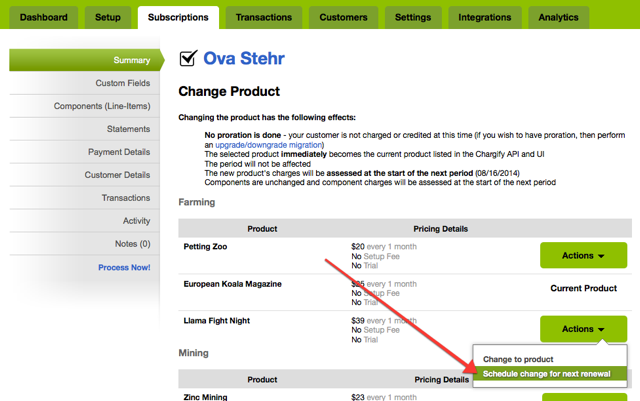 Dashboard Setup Subscriptions Transactions Customers Settings Integrations Analytics
Summary
Custom Fields
Components (Line-Items)
Statements
Payment Details
Customer Details
Transactions
Activity
Notes (0)
Process Now!
Ova Stehr
Change Product
Changing the product has the following effects:
No proration is done - your customer is not charged or credited at this time (if you wish to have proration, then perform
an upgrade/downgrade migration)
The selected product immediately becomes the current product listed in the Chargify API and UI
The period will not be affected
The new product's charges will be assessed at the start of the next period (08/16/2014)
Components are unchanged and component charges will be assessed at the start of the next period
Farming
Product Pricing Details
Petting Zoo $20 every 1 month Actions
No Setup Fee
No Trial
European Koala Magazine $35 every 1 month Current Product
No Setup Fee
No Trial
Llama Fight Night $39 every 1 month Actions
No Setup Fee
No Trial
Change to product
Schedule change for next renewal
Mining
Product Pricing Details
Zinc Mining $23 every 1 month